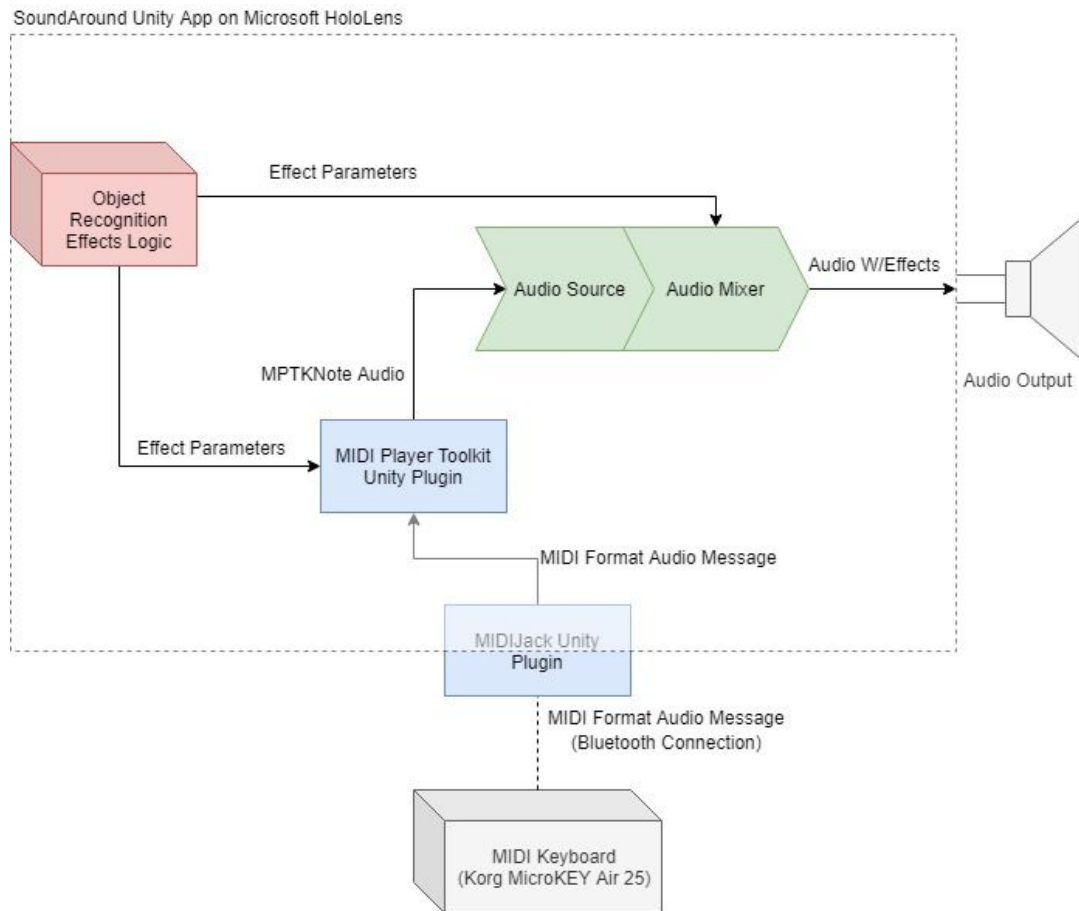 SoundAround Unity App on Microsoft HoloLens
Effect Parameters
Object
Recognition
Effects Logic
Audio Source
Audio Mixer
Audio W/Effects
MPTKNote Audio
Audio Output
Effect Parameters
MIDI Player Toolkit
Unity Plugin
MIDI Format Audio Message
MIDIJack Unity
Plugin
MIDI Format Audio Message
(Bluetooth Connection)
MIDI Keyboard
(Korg MicroKEY Air 25)